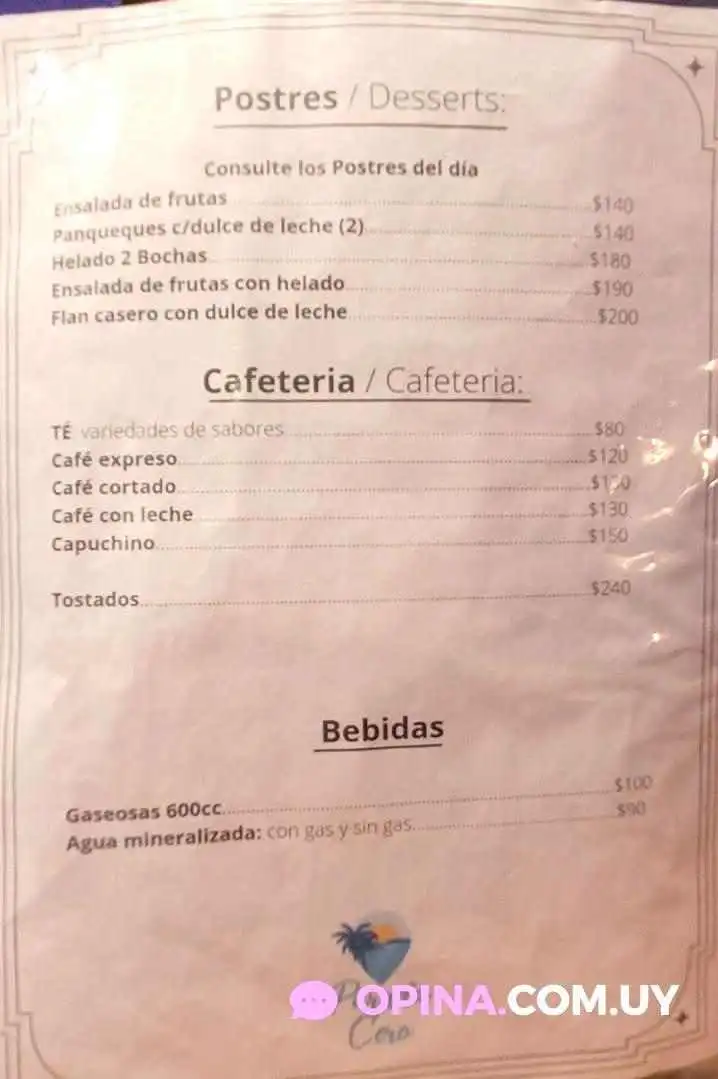 Postres / Desserts:
Consulte los Postres del día
Ensalada de frutas $140
Panqueques c/dulce de leche (2) $140
Helado 2 Bochas $180
Ensalada de frutas con helado $190
Flan casero con dulce de leche $200
Cafeteria / Cafeteria:
TÉ variedades de sabores $80
Café expreso $120
Café cortado
Café con leche $130
Capuchino $150
Tostados $240
Bebidas
Gaseosas 600cc $100
Agua mineralizada: con gas y sin gas $90
OPINA.COM.UY
Cero